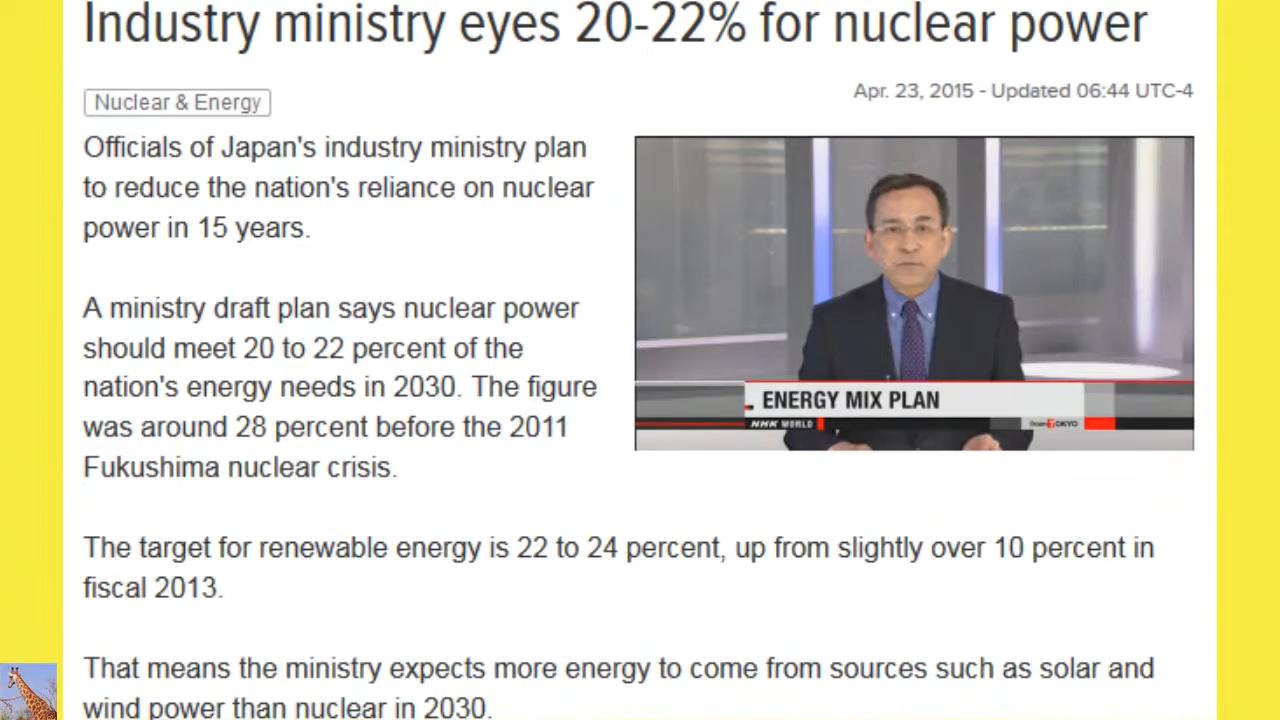 Industry ministry eyes 20-22% for nuclear power
Nuclear & Energy
Apr. 23, 2015 - Updated 06:44 UTC-4
Officials of Japan's industry ministry plan
to reduce the nation's reliance on nuclear
power in 15 years.
A ministry draft plan says nuclear power
should meet 20 to 22 percent of the
nation's energy needs in 2030. The figure
was around 28 percent before the 2011
Fukushima nuclear crisis.
ENERGY MIX PLAN
NHK WORLD
from TOKYO
The target for renewable energy is 22 to 24 percent, up from slightly over 10 percent in
fiscal 2013.
That means the ministry expects more energy to come from sources such as solar and
wind power than nuclear in 2030.